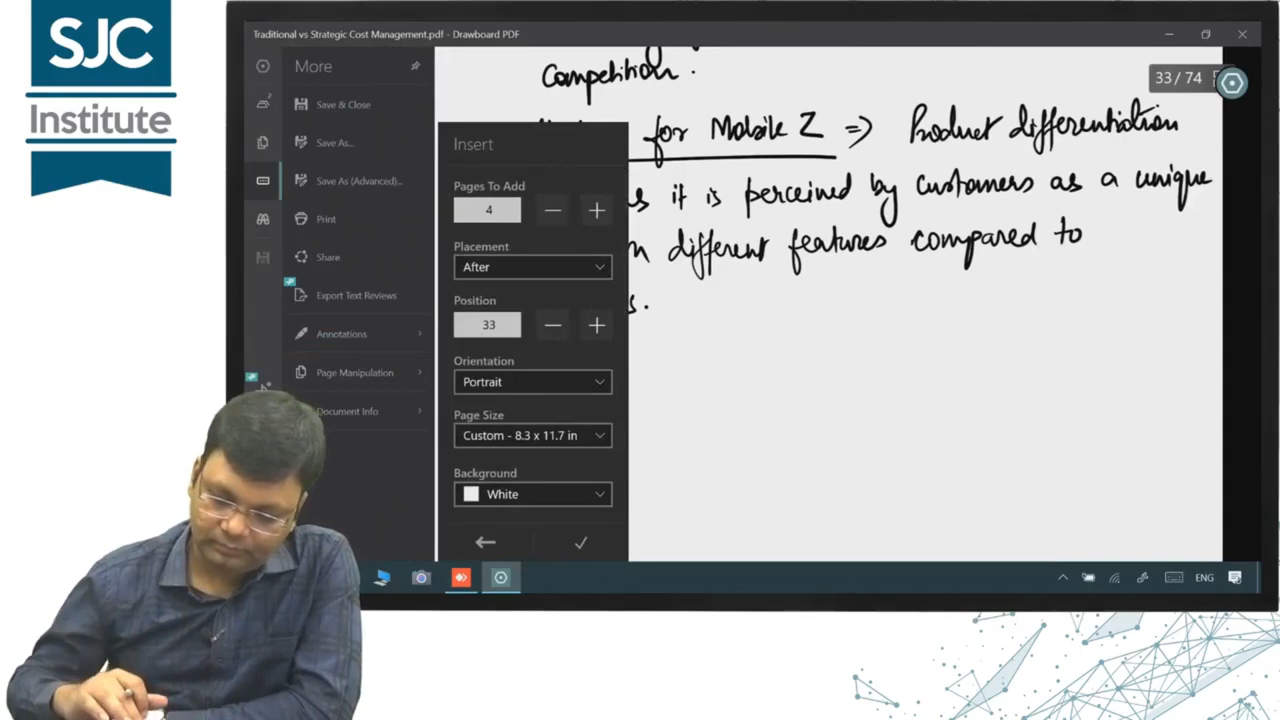 SJC
Institute
Traditional vs Strategic Cost Management.pdf - Drawboard PDF
More
Save & Close
Save As...
Save As (Advanced)...
Print
Share
Export Text Reviews
Annotations
Page Manipulation
Document Info
Insert
Pages To Add
4
Placement
After
Position
33
Orientation
Portrait
Page Size
Custom - 8.3 x 11.7 in
Background
White
33 / 74
Competition.
for Mobile Z => Product differentiation
it is perceived by customers as a unique
different features compared to
ENG